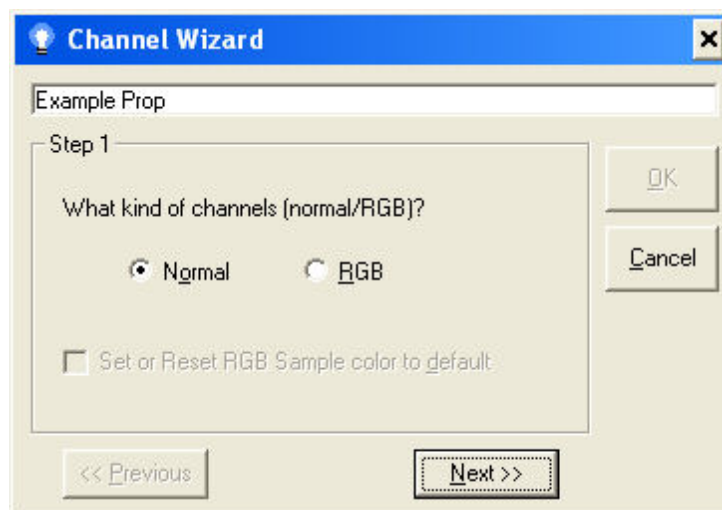 Channel Wizard
Example Prop
Step 1
What kind of channels (normal/RGB)?
Normal
RGB
Set or Reset RGB Sample color to default
OK
Cancel
<< Previous
Next >>